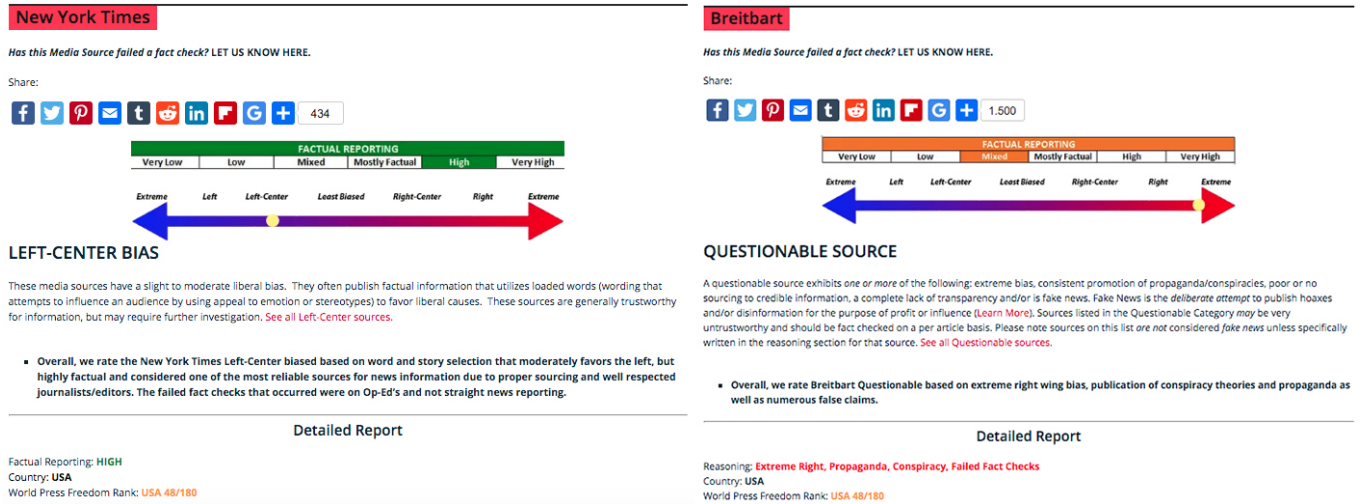 New York Times
Has this Media Source failed a fact check? LET US KNOW HERE.
Share:
434
FACTUAL REPORTING
Very Low Low Mixed Mostly Factual High Very High
Extreme Left Left-Center Least Biased Right-Center Right Extreme
LEFT-CENTER BIAS
These media sources have a slight to moderate liberal bias. They often publish factual information that utilizes loaded words (wording that
attempts to influence an audience by using appeal to emotion or stereotypes) to favor liberal causes. These sources are generally trustworthy
for information, but may require further investigation. See all Left-Center sources.
▪ Overall, we rate the New York Times Left-Center biased based on word and story selection that moderately favors the left, but
highly factual and considered one of the most reliable sources for news information due to proper sourcing and well respected
journalists/editors. The failed fact checks that occurred were on Op-Ed's and not straight news reporting.
Detailed Report
Factual Reporting: HIGH
Country: USA
World Press Freedom Rank: USA 48/180
Breitbart
Has this Media Source failed a fact check? LET US KNOW HERE.
Share:
1.500
FACTUAL REPORTING
Very Low Low Mixed Mostly Factual High Very High
Extreme Left Left-Center Least Biased Right-Center Right Extreme
QUESTIONABLE SOURCE
A questionable source exhibits one or more of the following: extreme bias, consistent promotion of propaganda/conspiracies, poor or no
sourcing to credible information, a complete lack of transparency and/or is fake news. Fake News is the deliberate attempt to publish hoaxes
and/or disinformation for the purpose of profit or influence (Learn More). Sources listed in the Questionable Category may be very
untrustworthy and should be fact checked on a per article basis. Please note sources on this list are not considered fake news unless specifically
written in the reasoning section for that source. See all Questionable sources.
▪ Overall, we rate Breitbart Questionable based on extreme right wing bias, publication of conspiracy theories and propaganda as
well as numerous false claims.
Detailed Report
Reasoning: Extreme Right, Propaganda, Conspiracy, Failed Fact Checks
Country: USA
World Press Freedom Rank: USA 48/180